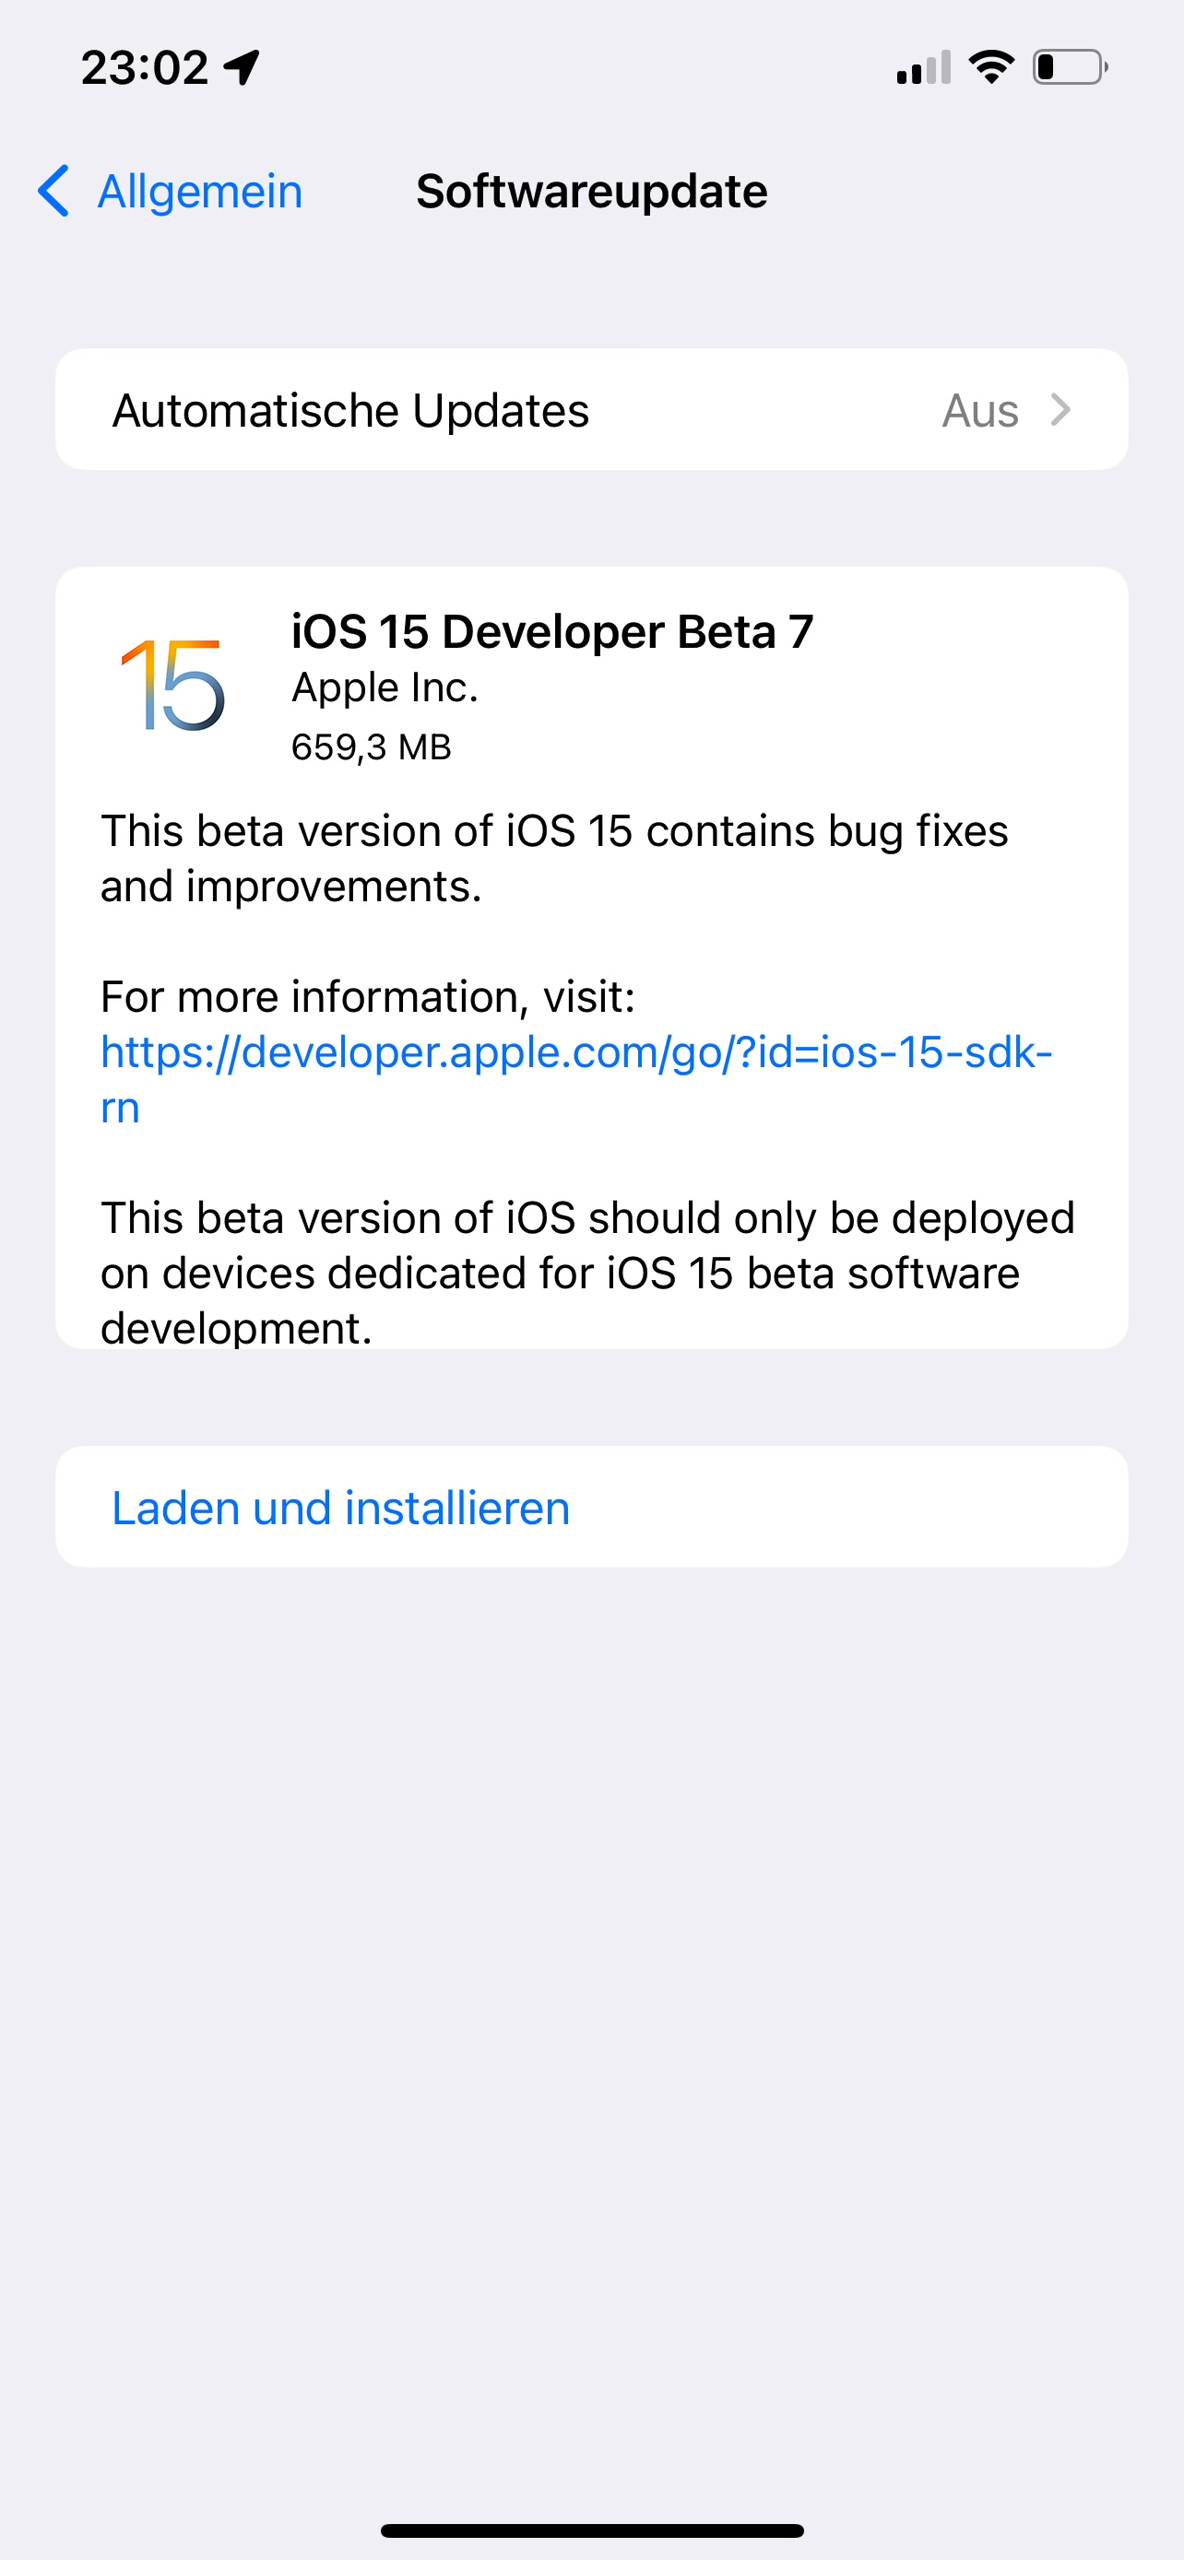 23:02
Allgemein
Softwareupdate
Automatische Updates Aus
15
iOS 15 Developer Beta 7
Apple Inc.
659,3 MB
This beta version of iOS 15 contains bug fixes
and improvements.
For more information, visit:
https://developer.apple.com/go/?id=ios-15-sdk-
rn
This beta version of iOS should only be deployed
on devices dedicated for iOS 15 beta software
development.
Laden und installieren